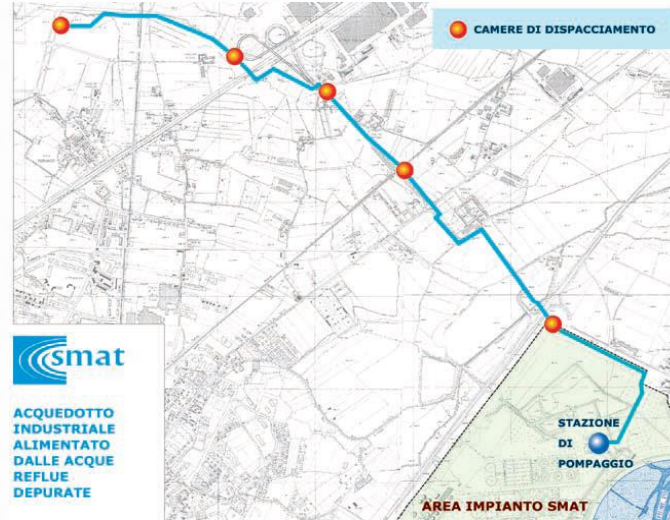 CAMERE DI DISPACCIAMENTO
smat
ACQUEDOTTO
INDUSTRIALE
ALIMENTATO
DALLE ACQUE
REFLUE
DEPURATE
STAZIONE
DI
POMPAGGIO
AREA IMPIANTO SMAT